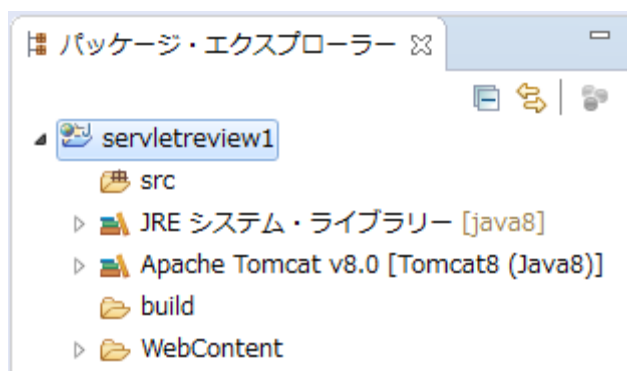 パッケージ・エクスプローラー
servletreview1
src
JRE システム・ライブラリー [java8]
Apache Tomcat v8.0 [Tomcat8 (Java8)]
build
WebContent